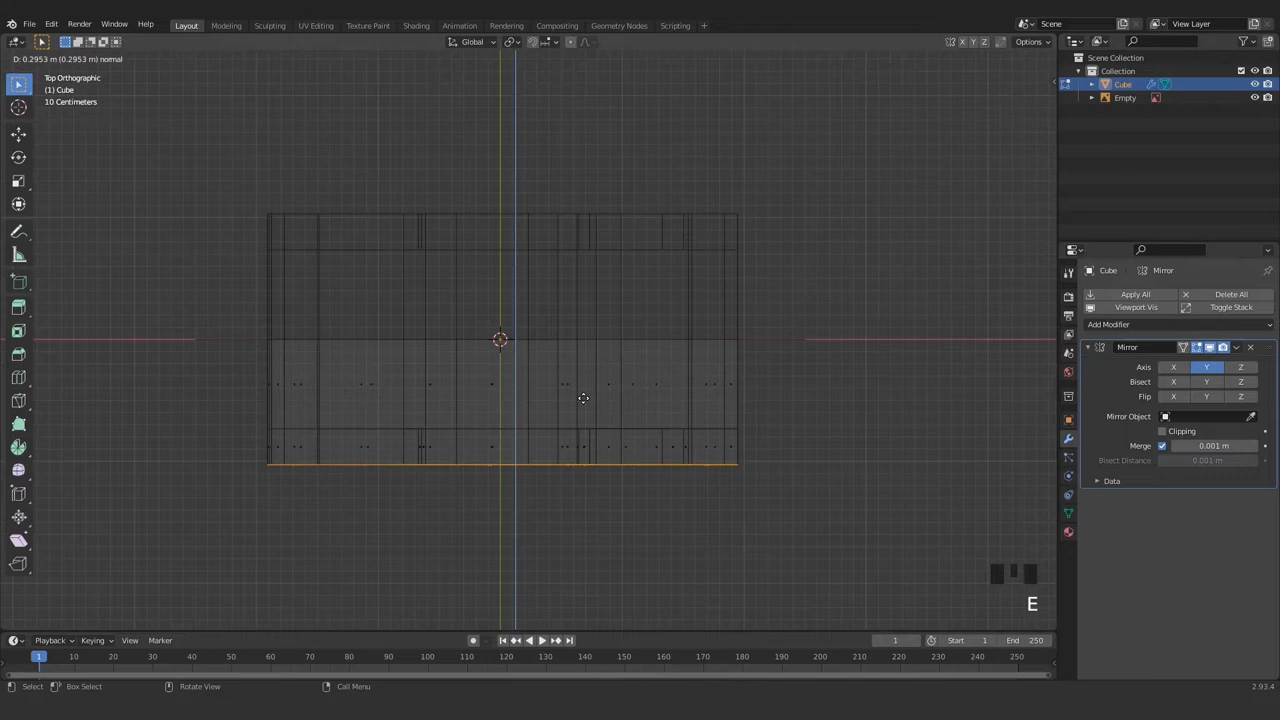 File Edit Render Window Help
Layout Modeling Sculpting UV Editing Texture Paint Shading Animation Rendering Compositing Geometry Nodes Scripting +
Scene View Layer
Global X Y Z Options
D: 0.2953 m (0.2953 m) normal
Top Orthographic
(1) Cube
10 Centimeters
Scene Collection
Collection
Cube
Empty
Cube Mirror
Apply All Delete All
Viewport Vis Toggle Stack
Add Modifier
Mirror
Axis X Y Z
Bisect X Y Z
Flip X Y Z
Mirror Object
Clipping
Merge 0.001 m
Bisect Distance 0.001 m
Data
E
Playback Keying View Marker 1 Start 1 End 250
1 10 20 30 40 50 60 70 80 90 100 110 120 130 140 150 160 170 180 190 200 210 220 230 240 250
Select Box Select Rotate View Call Menu 2.93.4